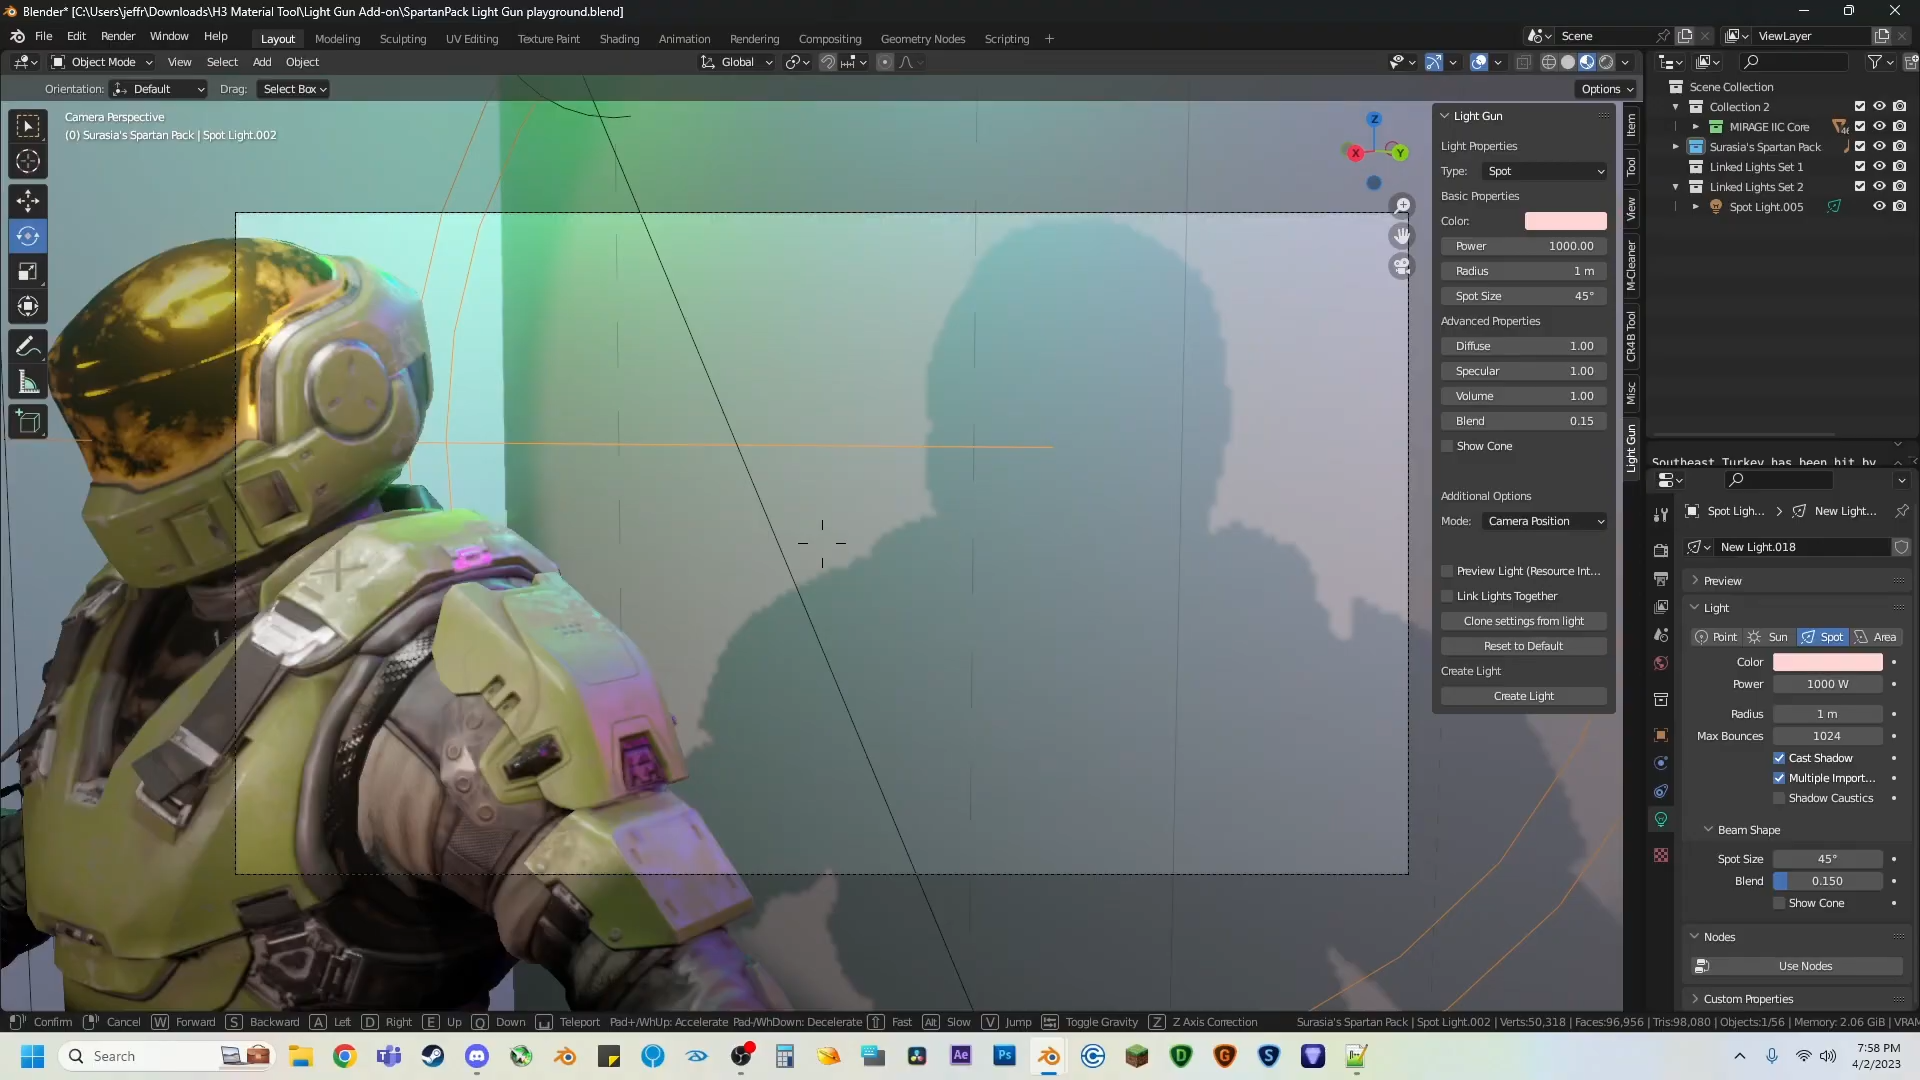 Blender* [C:\Users\jeffr\Downloads\H3 Material Tool\Light Gun Add-on\SpartanPack Light Gun playground.blend]
File Edit Render Window Help Layout Modeling Sculpting UV Editing Texture Paint Shading Animation Rendering Compositing Geometry Nodes Scripting + Scene ViewLayer
Object Mode View Select Add Object Global
Orientation: Default Drag: Select Box Options
Camera Perspective
(0) Surasia's Spartan Pack | Spot Light.002
Z
X
Y
Light Gun
Light Properties
Type: Spot
Basic Properties
Color:
Power 1000.00
Radius 1 m
Spot Size 45°
Advanced Properties
Diffuse 1.00
Specular 1.00
Volume 1.00
Blend 0.15
Show Cone
Additional Options
Mode: Camera Position
Preview Light (Resource Int...
Link Lights Together
Clone settings from light
Reset to Default
Create Light
Create Light
Item
Tool
View
M-Cleaner
CR4B Tool
Misc
Light Gun
Scene Collection
Collection 2
MIRAGE IIC Core
Surasia's Spartan Pack
Linked Lights Set 1
Linked Lights Set 2
Spot Light.005
Southeast Turkey has been hit by
Spot Ligh... > New Light...
New Light.018
Preview
Light
Point Sun Spot Area
Color
Power 1000 W
Radius 1 m
Max Bounces 1024
Cast Shadow
Multiple Import...
Shadow Caustics
Beam Shape
Spot Size 45°
Blend 0.150
Show Cone
Nodes
Use Nodes
Custom Properties
Confirm Cancel W Forward S Backward A Left D Right E Up Q Down Teleport Pad+/WhUp: Accelerate Pad-/WhDown: Decelerate Fast Alt Slow V Jump Toggle Gravity Z Z Axis Correction Surasia's Spartan Pack | Spot Light.002 | Verts:50,318 | Faces:96,956 | Tris:98,080 | Objects:1/56 | Memory: 2.06 GiB | VRAM
Search
Ae
Ps
7:58 PM
4/2/2023